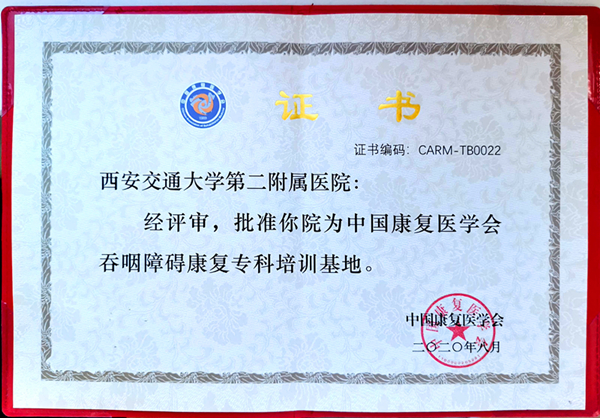 证 书
证书编码：CARM-TB0022
西安交通大学第二附属医院：
经评审，批准你院为中国康复医学会
吞咽障碍康复专科培训基地。
中国康复医学会
二〇二〇年八月